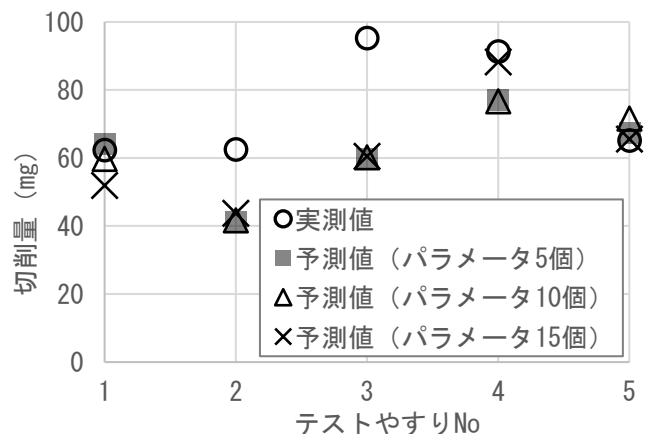 100
80
60
40
20
0
切削量 (mg)
実測値
予測値（パラメータ5個）
予測値（パラメータ10個）
予測値（パラメータ15個）
1 2 3 4 5
テストやすりNo